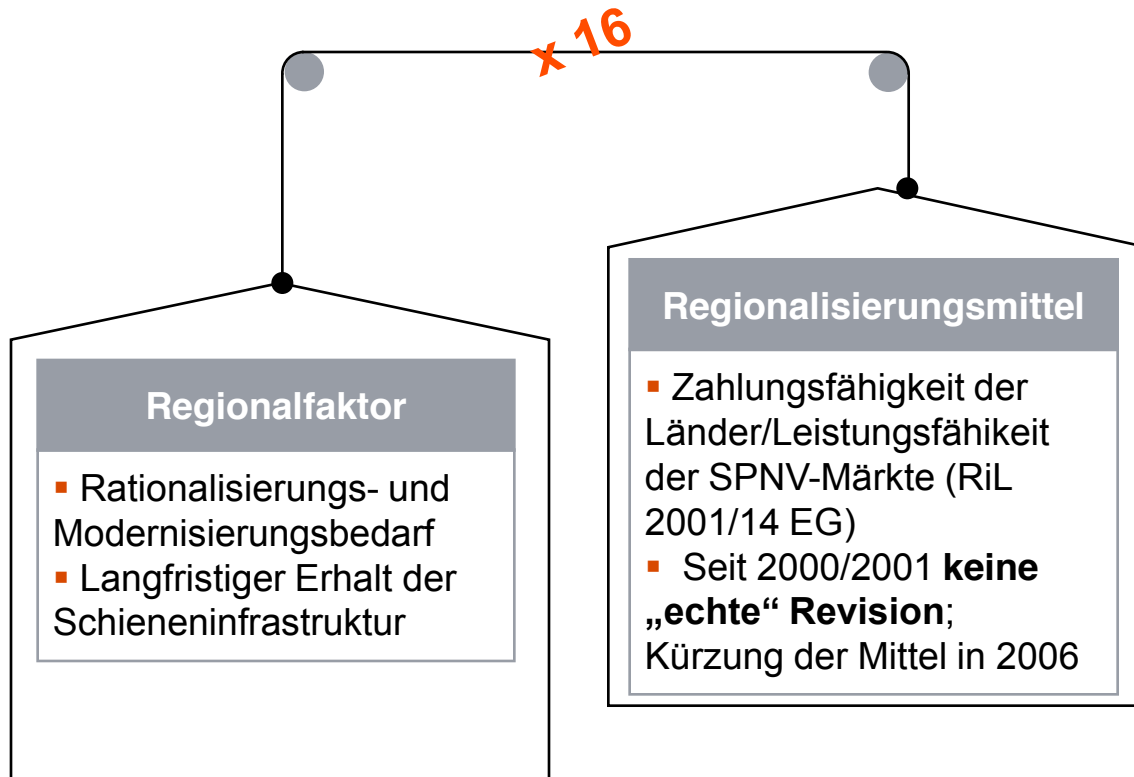 x 16
Regionalfaktor
▪ Rationalisierungs- und
Modernisierungsbedarf
▪ Langfristiger Erhalt der
Schieneninfrastruktur
Regionalisierungsmittel
▪ Zahlungsfähigkeit der
Länder/Leistungsfähikeit
der SPNV-Märkte (RiL
2001/14 EG)
▪ Seit 2000/2001 keine
„echte“ Revision;
Kürzung der Mittel in 2006